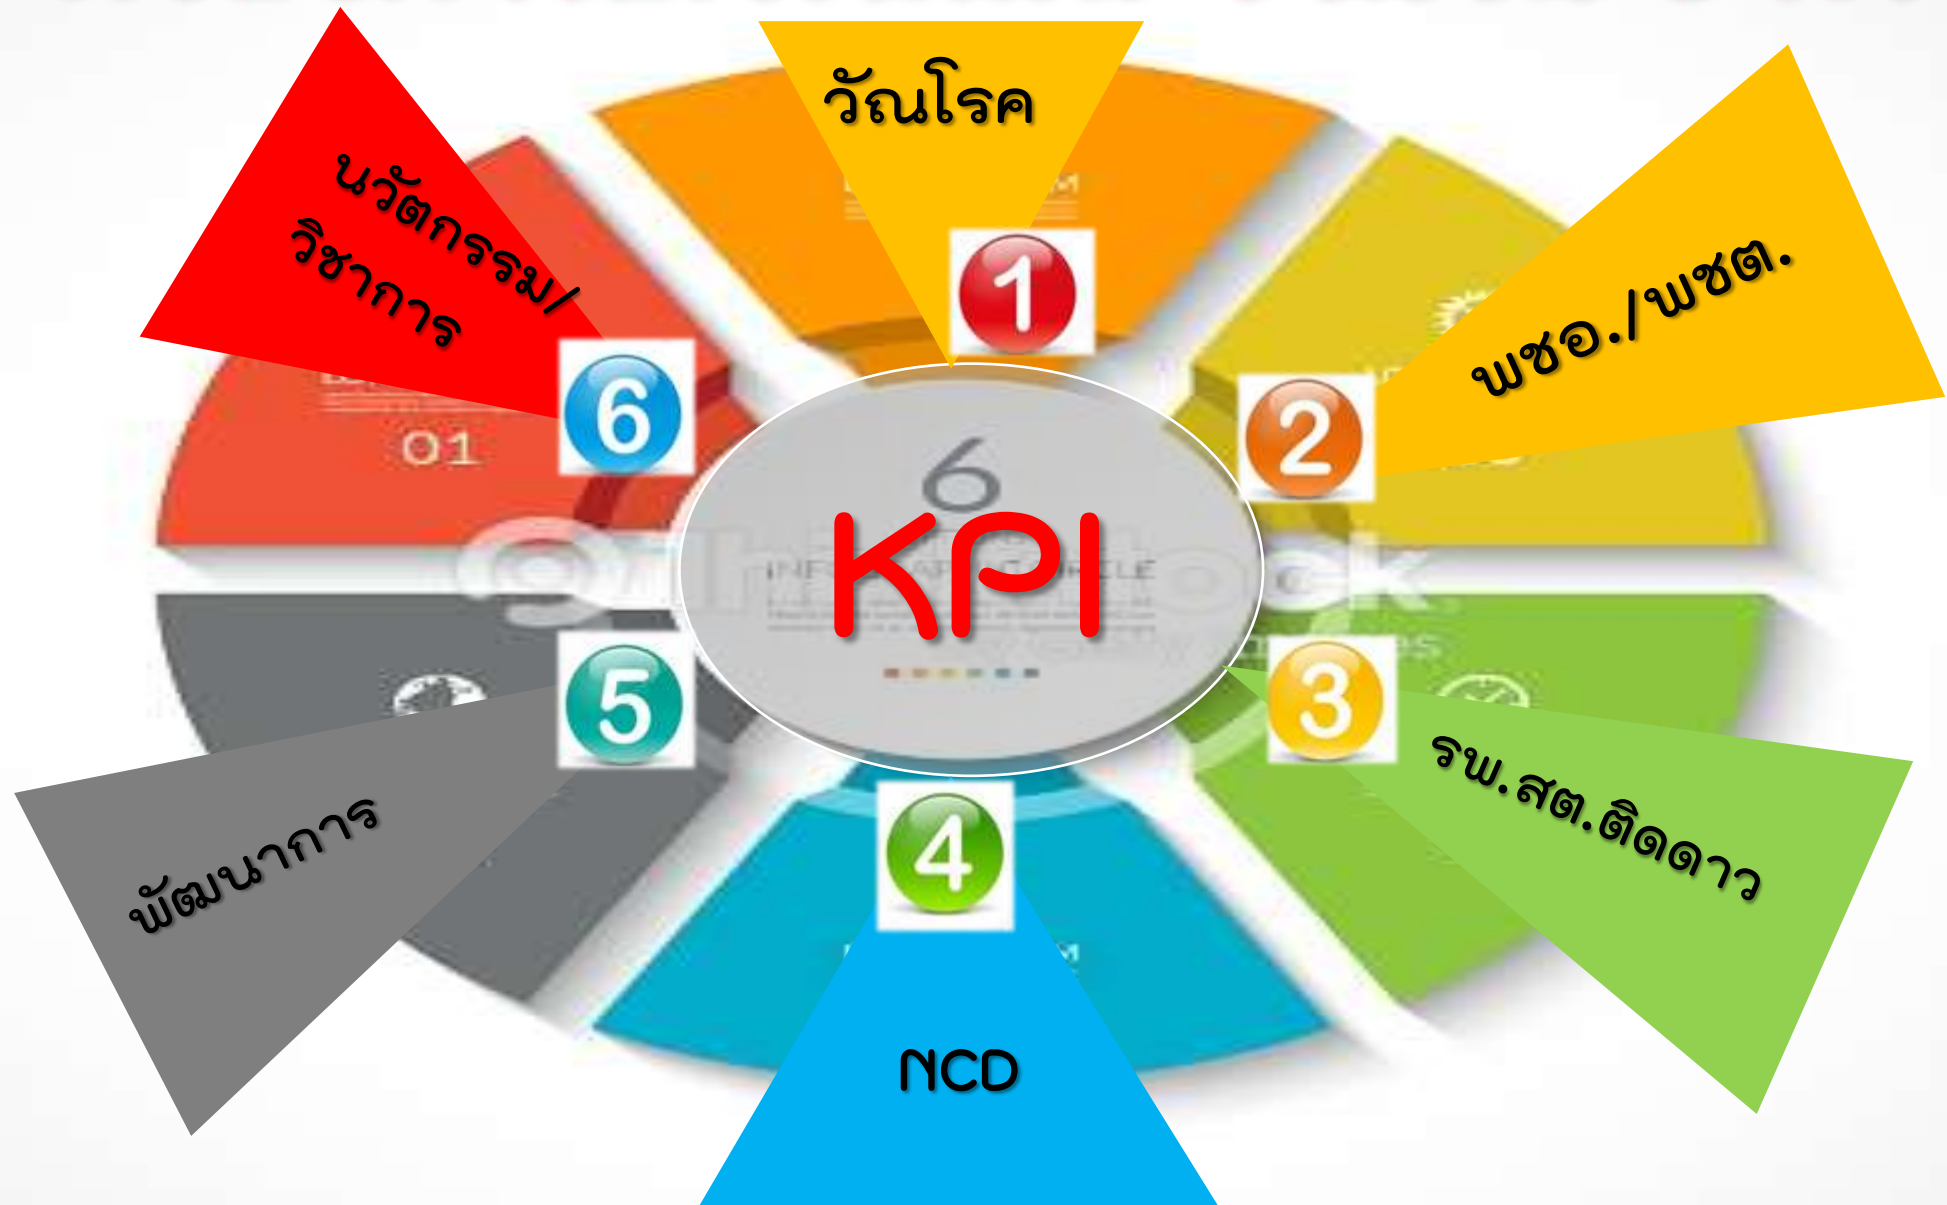 วัณโรค
1
พชอ./พชต.
2
3
รพ.สต.ติดดาว
4
NCD
5
พัฒนาการ
นวัตกรรม/
วิชาการ
6
01
6
KPI